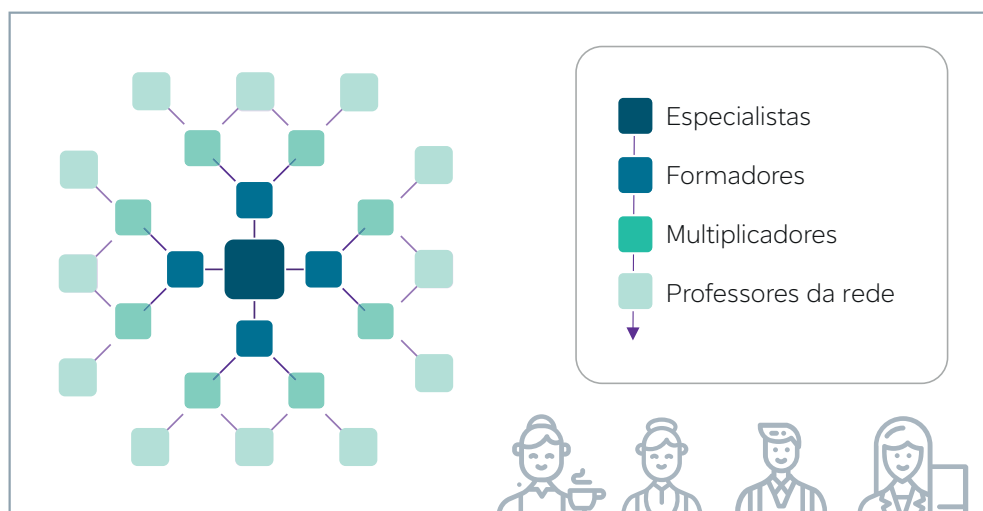 Especialistas
Formadores
Multiplicadores
Professores da rede